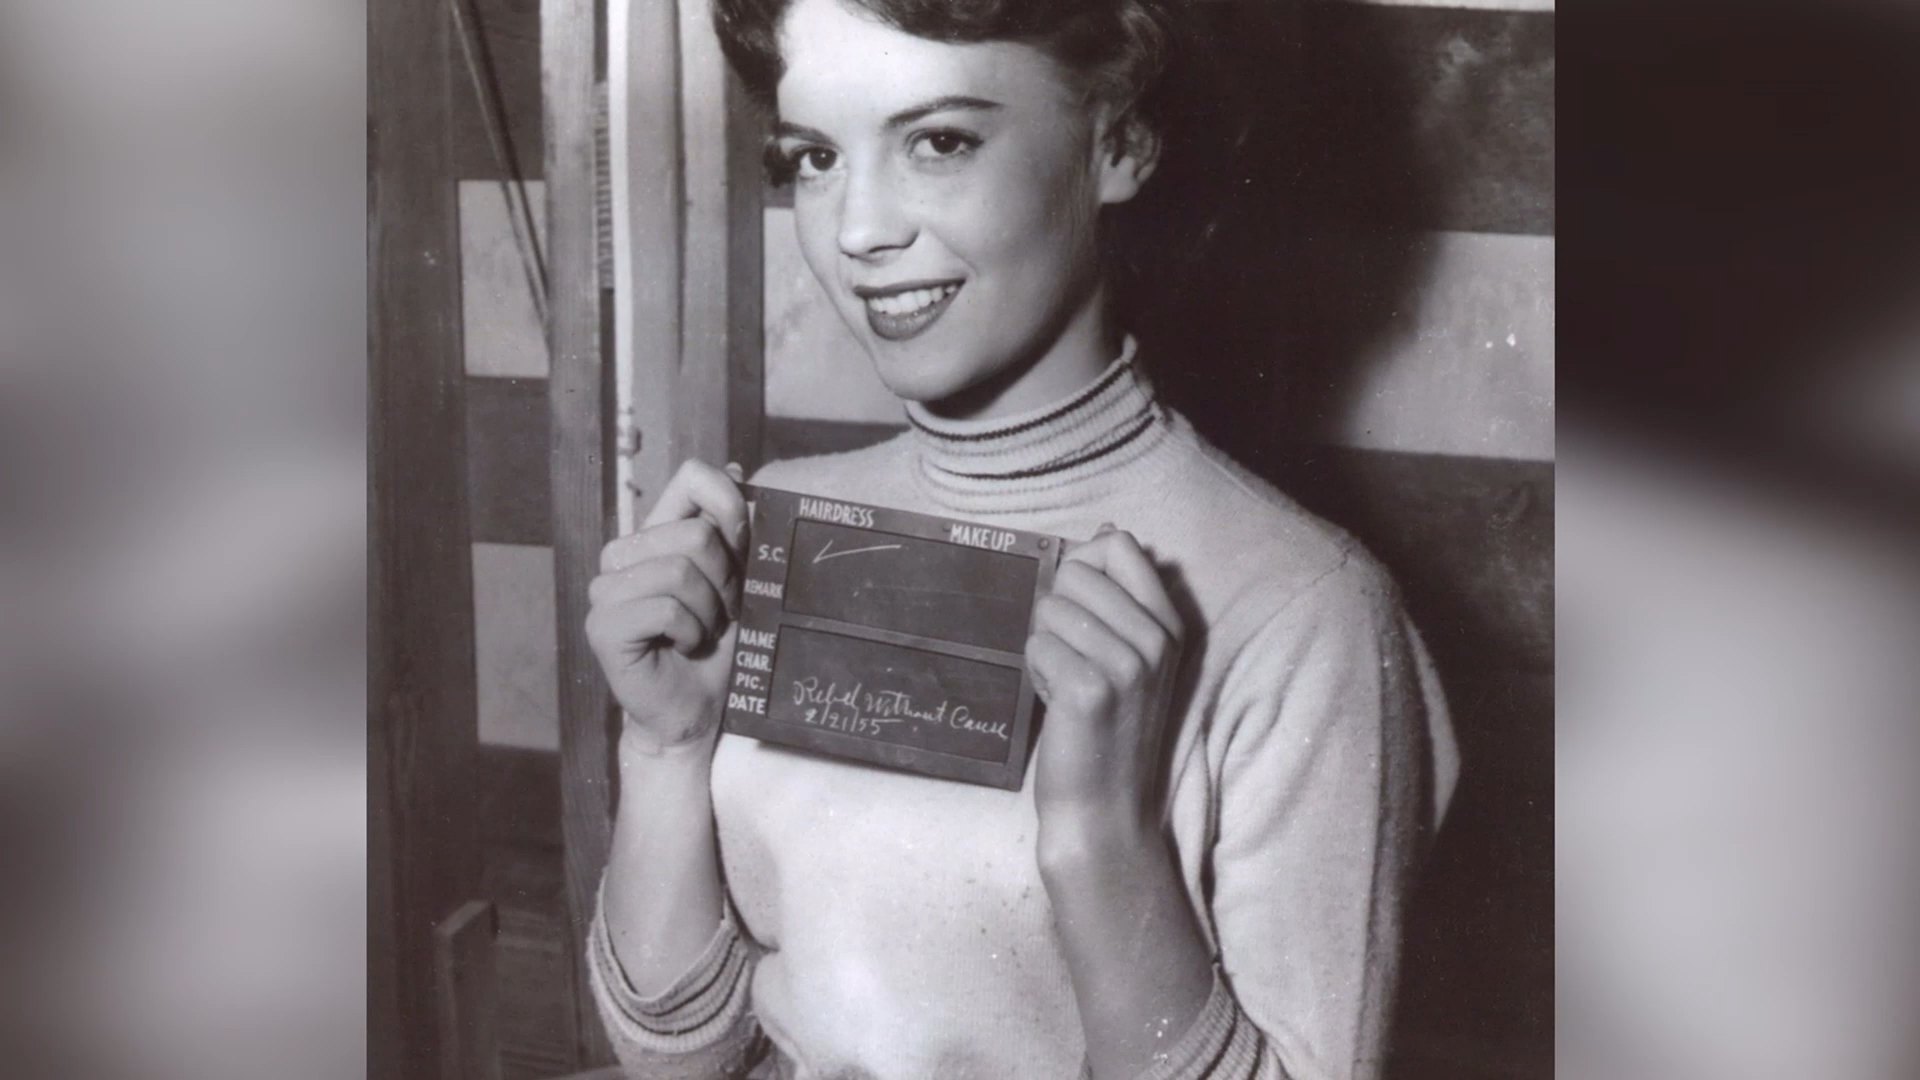 HAIRDRESS MAKEUP
S.C.
REMARK
NAME
CHAR.
PIC. Rebel Without Cause
DATE 2/21/55